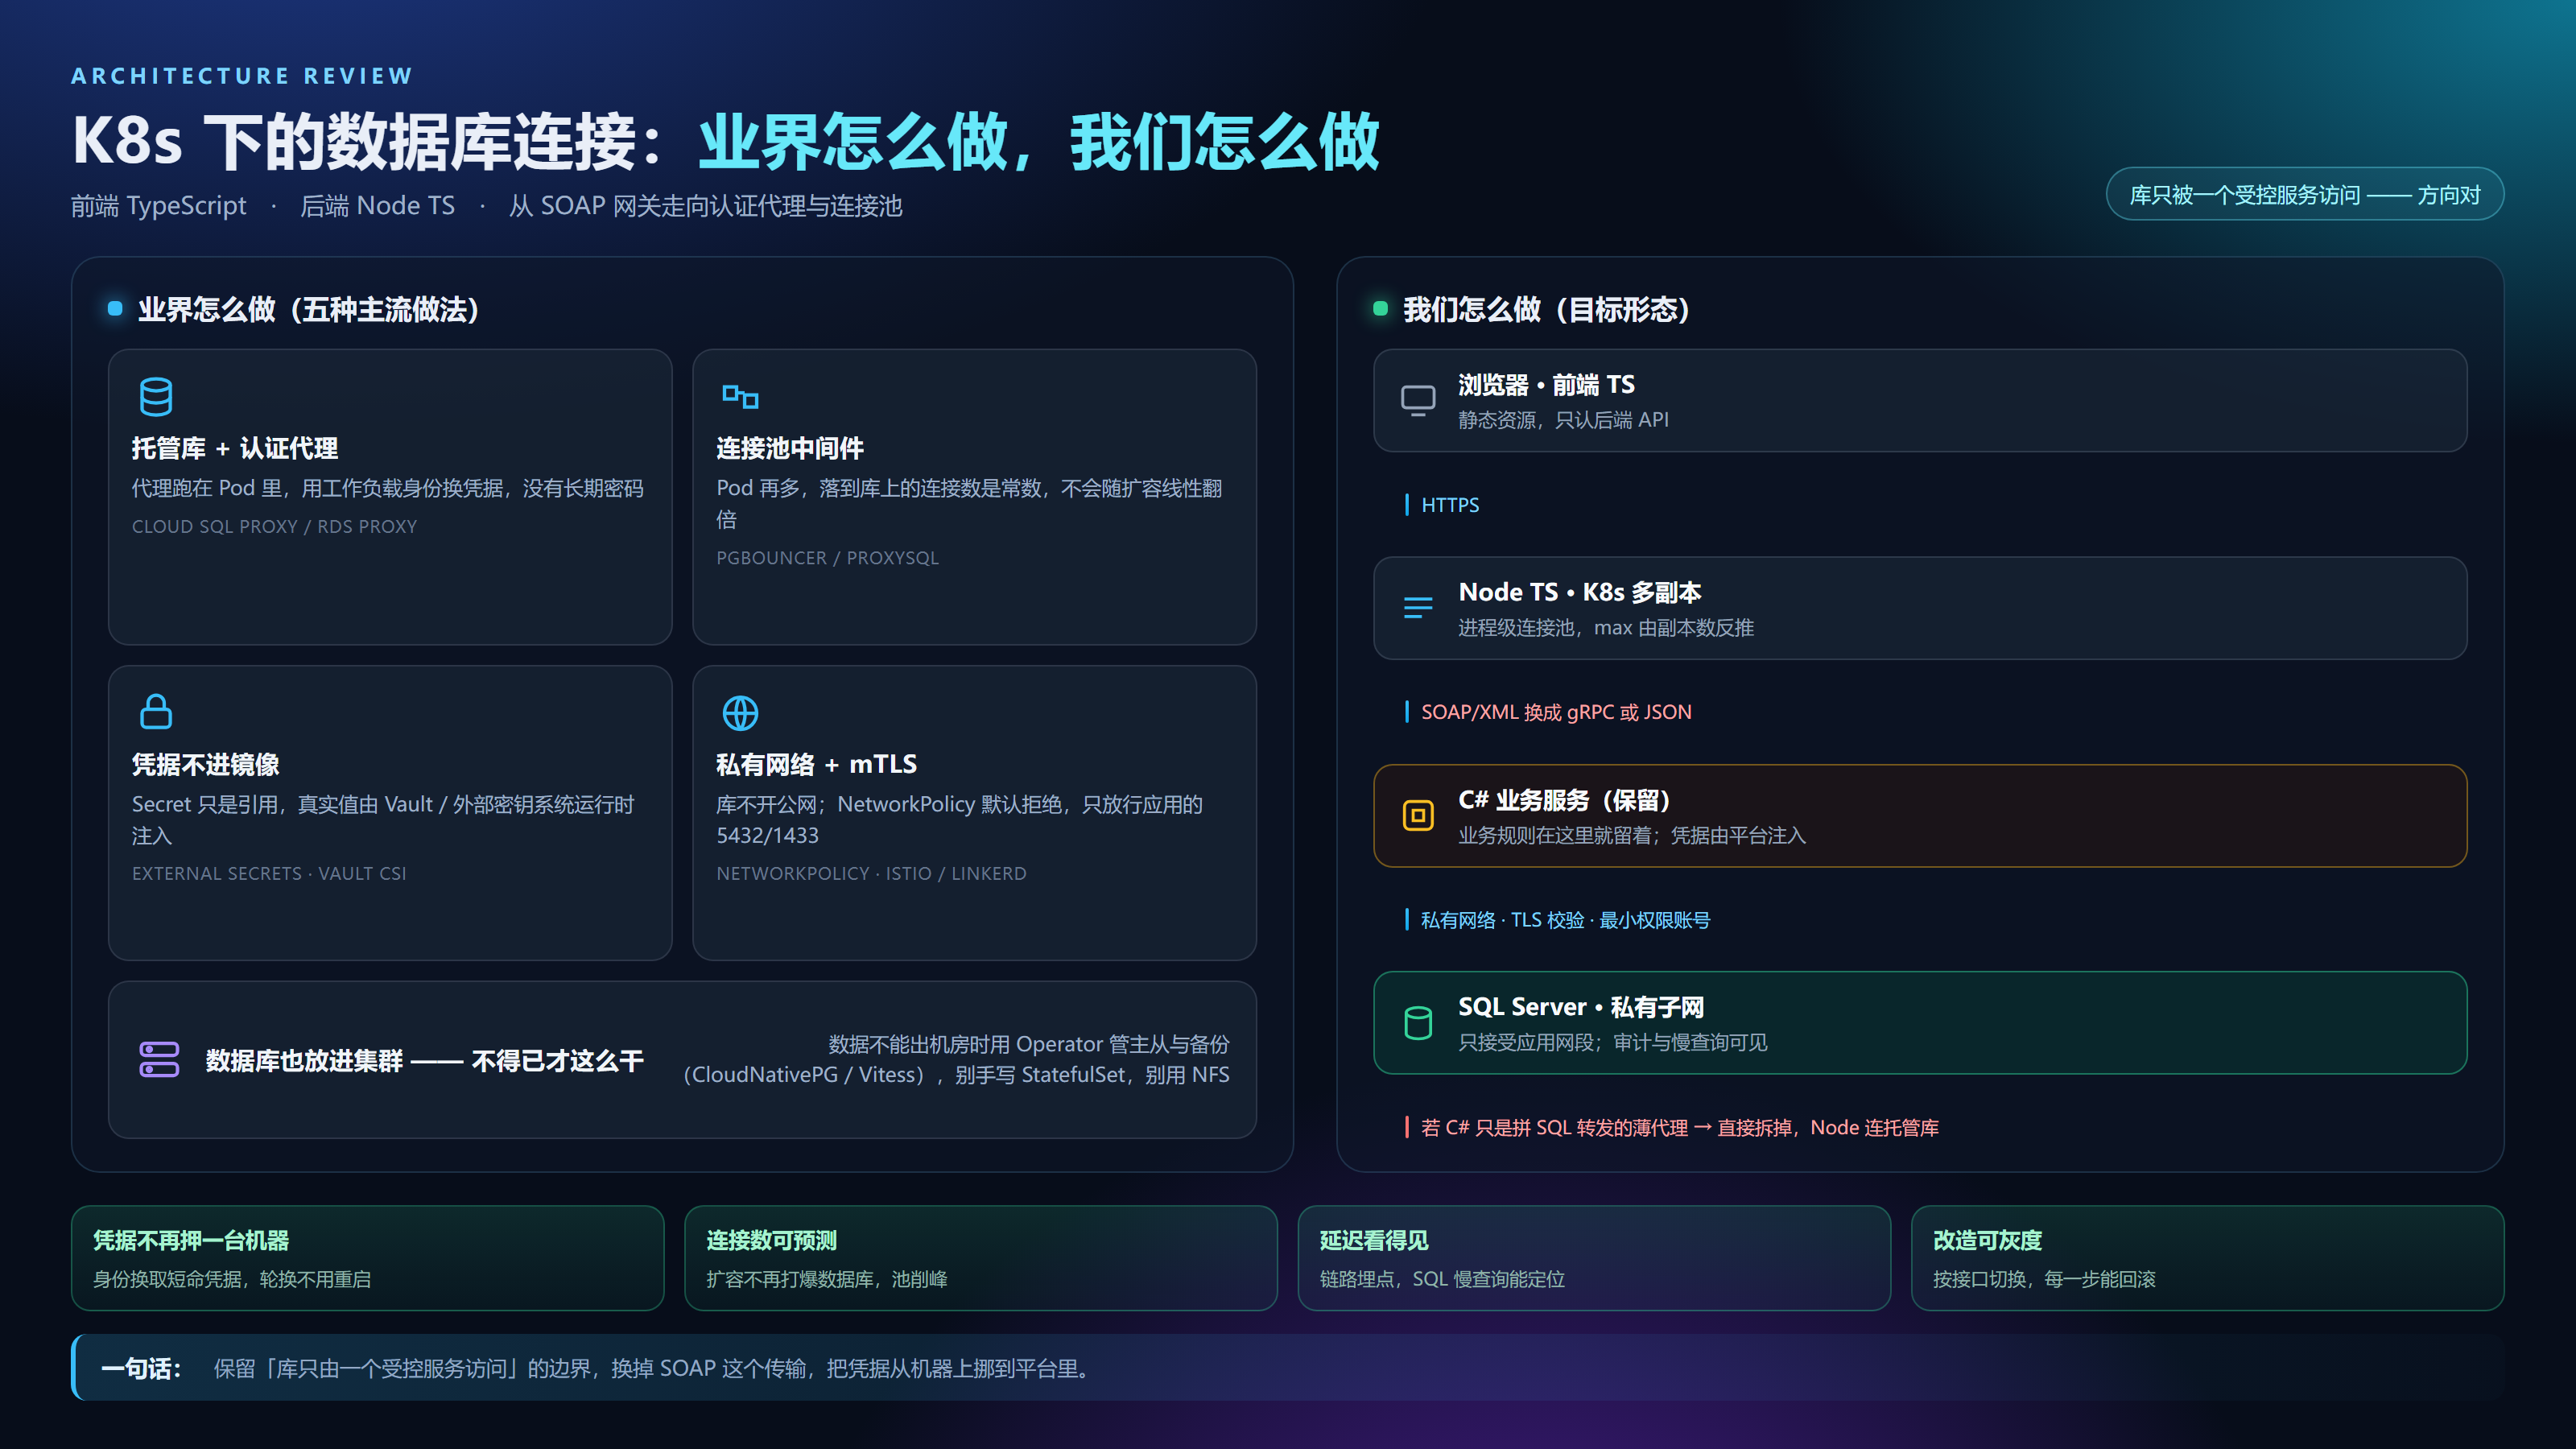 ARCHITECTURE REVIEW
K8s 下的数据库连接：业界怎么做，我们怎么做
前端 TypeScript · 后端 Node TS · 从 SOAP 网关走向认证代理与连接池
库只被一个受控服务访问 —— 方向对
业界怎么做（五种主流做法）
托管库 + 认证代理
代理跑在 Pod 里，用工作负载身份换凭据，没有长期密码
CLOUD SQL PROXY / RDS PROXY
连接池中间件
Pod 再多，落到库上的连接数是常数，不会随扩容线性翻
倍
PGBOUNCER / PROXYSQL
凭据不进镜像
Secret 只是引用，真实值由 Vault / 外部密钥系统运行时
注入
EXTERNAL SECRETS · VAULT CSI
私有网络 + mTLS
库不开公网；NetworkPolicy 默认拒绝，只放行应用的
5432/1433
NETWORKPOLICY · ISTIO / LINKERD
数据库也放进集群 —— 不得已才这么干
数据不能出机房时用 Operator 管主从与备份
（CloudNativePG / Vitess），别手写 StatefulSet，别用 NFS
我们怎么做（目标形态）
浏览器 • 前端 TS
静态资源，只认后端 API
HTTPS
Node TS • K8s 多副本
进程级连接池，max 由副本数反推
SOAP/XML 换成 gRPC 或 JSON
C# 业务服务（保留）
业务规则在这里就留着；凭据由平台注入
私有网络 · TLS 校验 · 最小权限账号
SQL Server • 私有子网
只接受应用网段；审计与慢查询可见
若 C# 只是拼 SQL 转发的薄代理 → 直接拆掉，Node 连托管库
凭据不再押一台机器
身份换取短命凭据，轮换不用重启
连接数可预测
扩容不再打爆数据库，池削峰
延迟看得见
链路埋点，SQL 慢查询能定位
改造可灰度
按接口切换，每一步能回滚
一句话： 保留「库只由一个受控服务访问」的边界，换掉 SOAP 这个传输，把凭据从机器上挪到平台里。